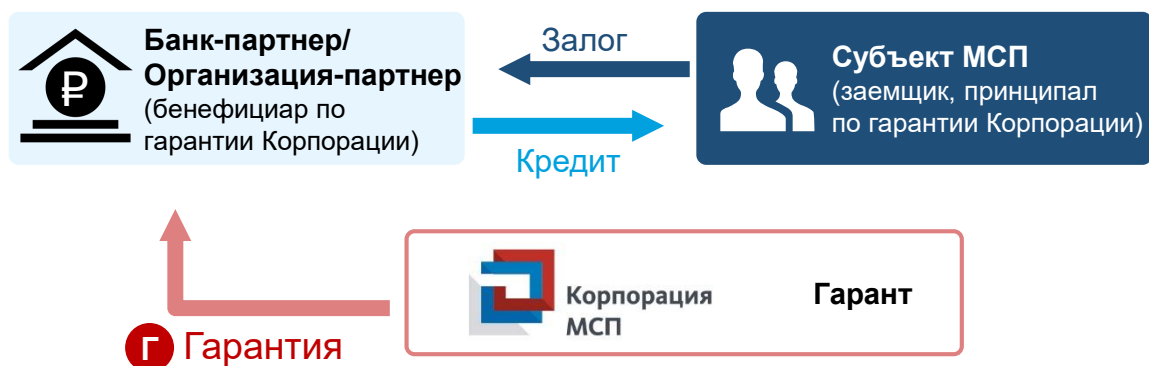 Банк-партнер/
Организация-партнер
(бенефициар по
гарантии Корпорации)
Залог
Кредит
Субъект МСП
(заемщик, принципал
по гарантии Корпорации)
Корпорация
МСП
Гарант
Г Гарантия